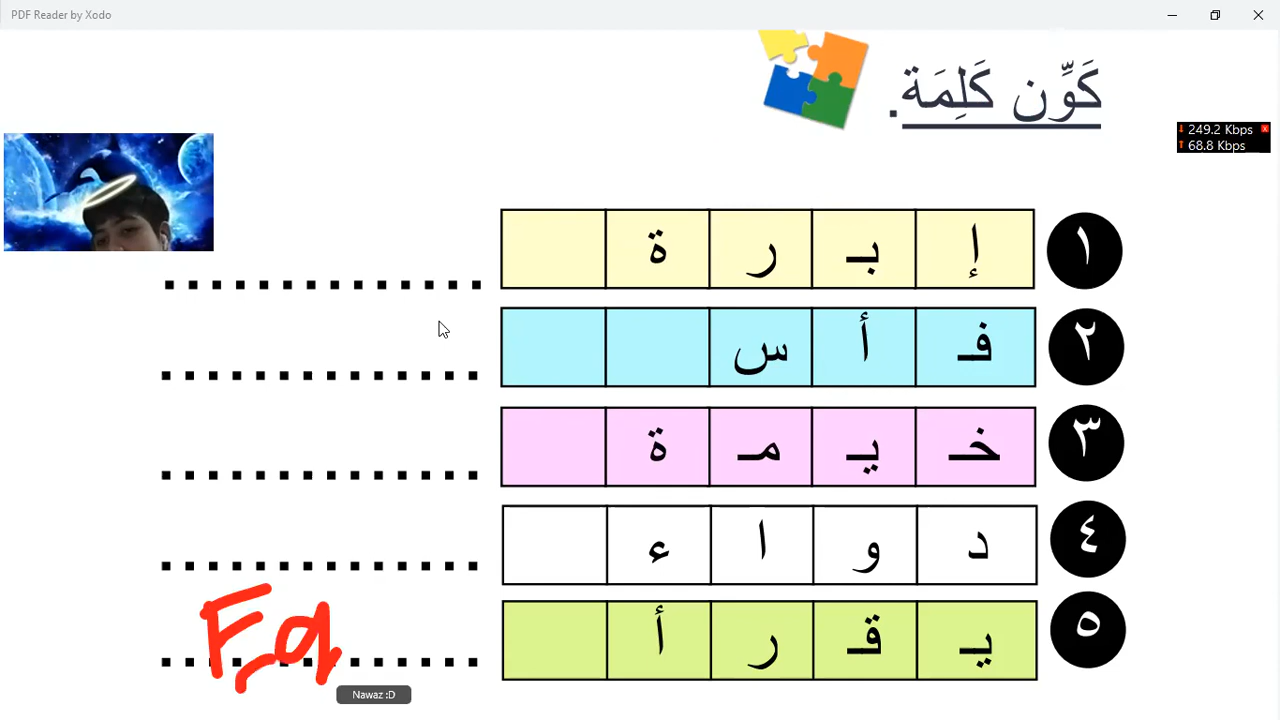 PDF Reader by Xodo
كَوِّن كَلِمَة.
249.2 Kbps
68.8 Kbps
١ إ بـ ر ة
٢ فـ أ س
٣ خـ يـ مـ ة
٤ د و ا ء
٥ يـ قـ ر أ
Nawaz :D